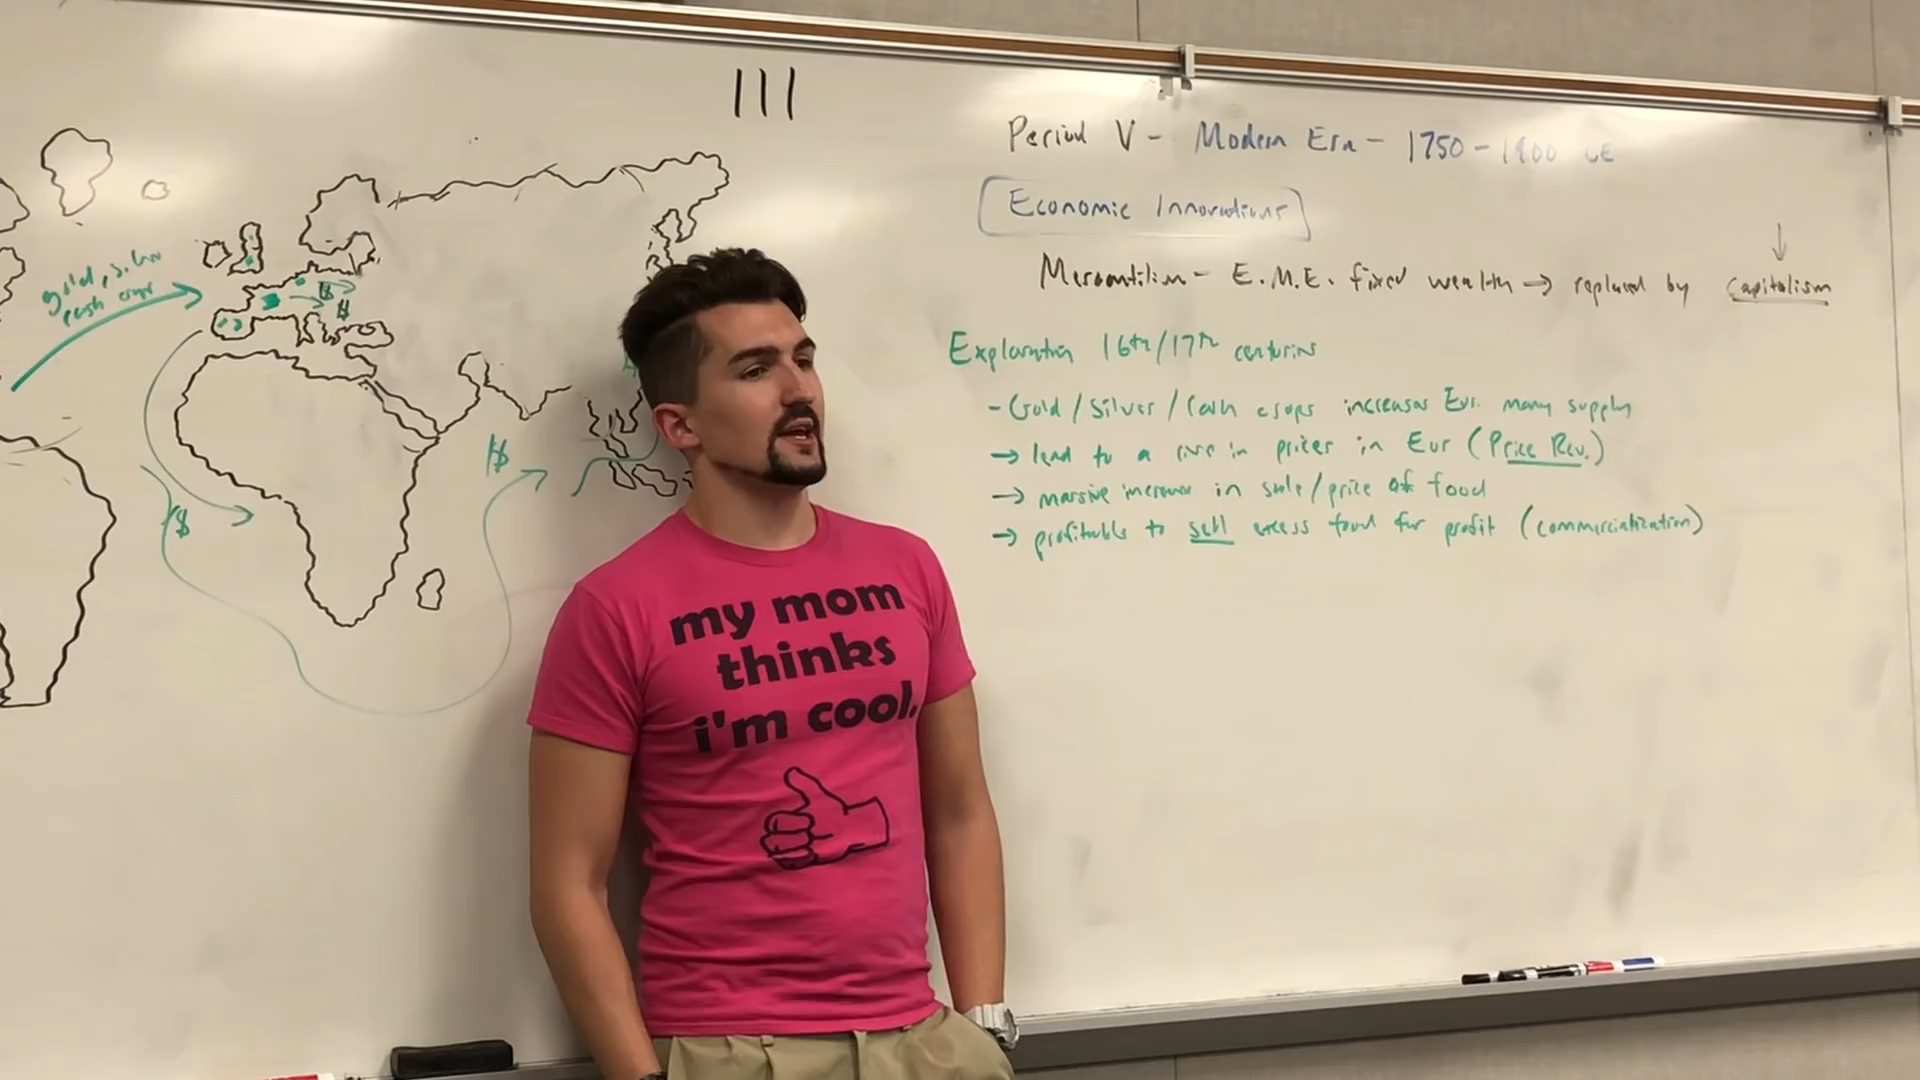 III
gold, silver
cash crops
$
$
$
$
Period V - Modern Era - 1750 - 1900 CE
Economic Innovations
Mercantilism - E.M.E. fixed wealth → replaced by capitalism
Exploration 16th/17th centuries
- Gold/Silver/Cash crops increases Eur. money supply
→ lead to a rise in prices in Eur (Price Rev.)
→ massive increase in sale/price of food
→ profitable to sell excess food for profit (commercialization)
my mom
thinks
i'm cool.